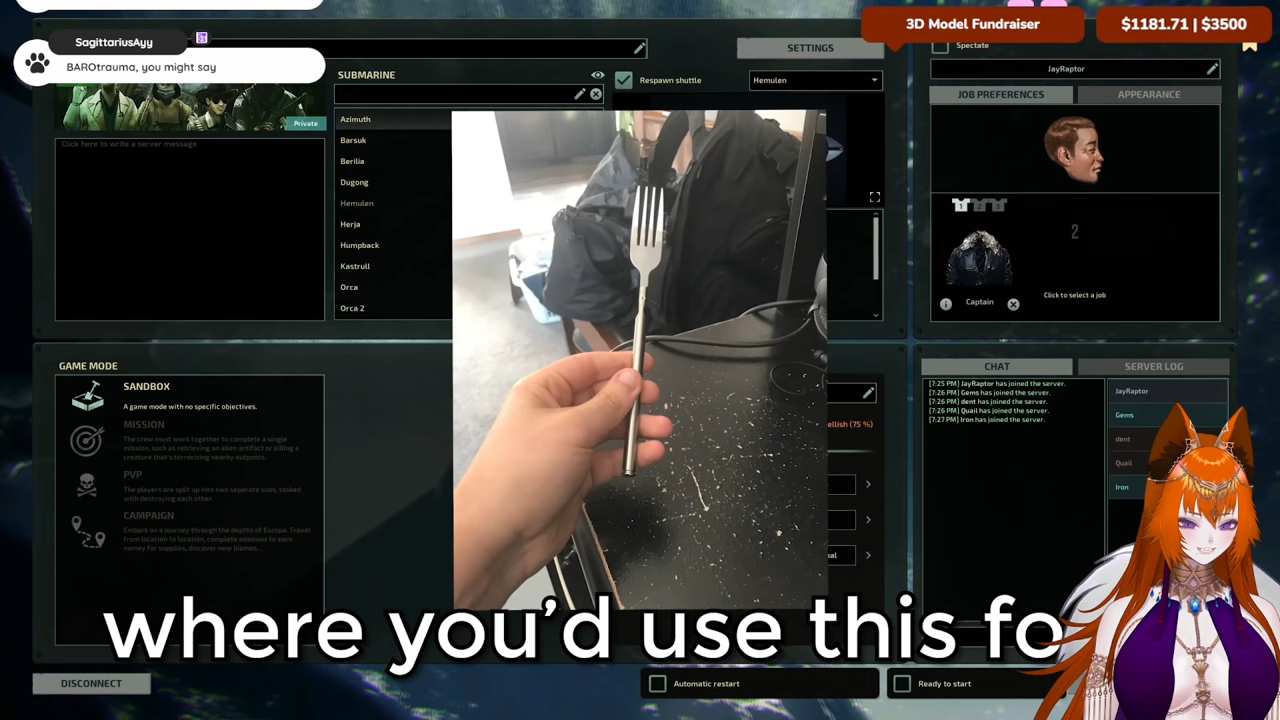 3D Model Fundraiser
$1181.71 | $3500
SagittariusAyy
BAROtrauma, you might say
SETTINGS
Spectate
SUBMARINE
Respawn shuttle
Hemulen
JayRaptor
JOB PREFERENCES
APPEARANCE
Private
Click here to write a server message
Azimuth
Barsuk
Berilia
Dugong
Hemulen
Herja
Humpback
Kastrull
Orca
Orca 2
1
2
3
2
Captain
Click to select a job
GAME MODE
SANDBOX
A game mode with no specific objectives.
MISSION
The crew must work together to complete a single
mission, such as retrieving an alien artifact or killing a
creature that's terrorizing nearby outposts.
PVP
The players are split up into two separate subs, tasked
with destroying each other.
CAMPAIGN
Embark on a journey through the depths of Europa. Travel
from location to location, complete missions to earn
money for supplies, discover new biomes...
ellish (75 %)
al
CHAT
SERVER LOG
[7:25 PM] JayRaptor has joined the server.
[7:26 PM] Gems has joined the server.
[7:26 PM] dent has joined the server.
[7:26 PM] Quail has joined the server.
[7:27 PM] Iron has joined the server.
JayRaptor
Gems
dent
Quail
Iron
where you'd use this fo
DISCONNECT
Automatic restart
Ready to start